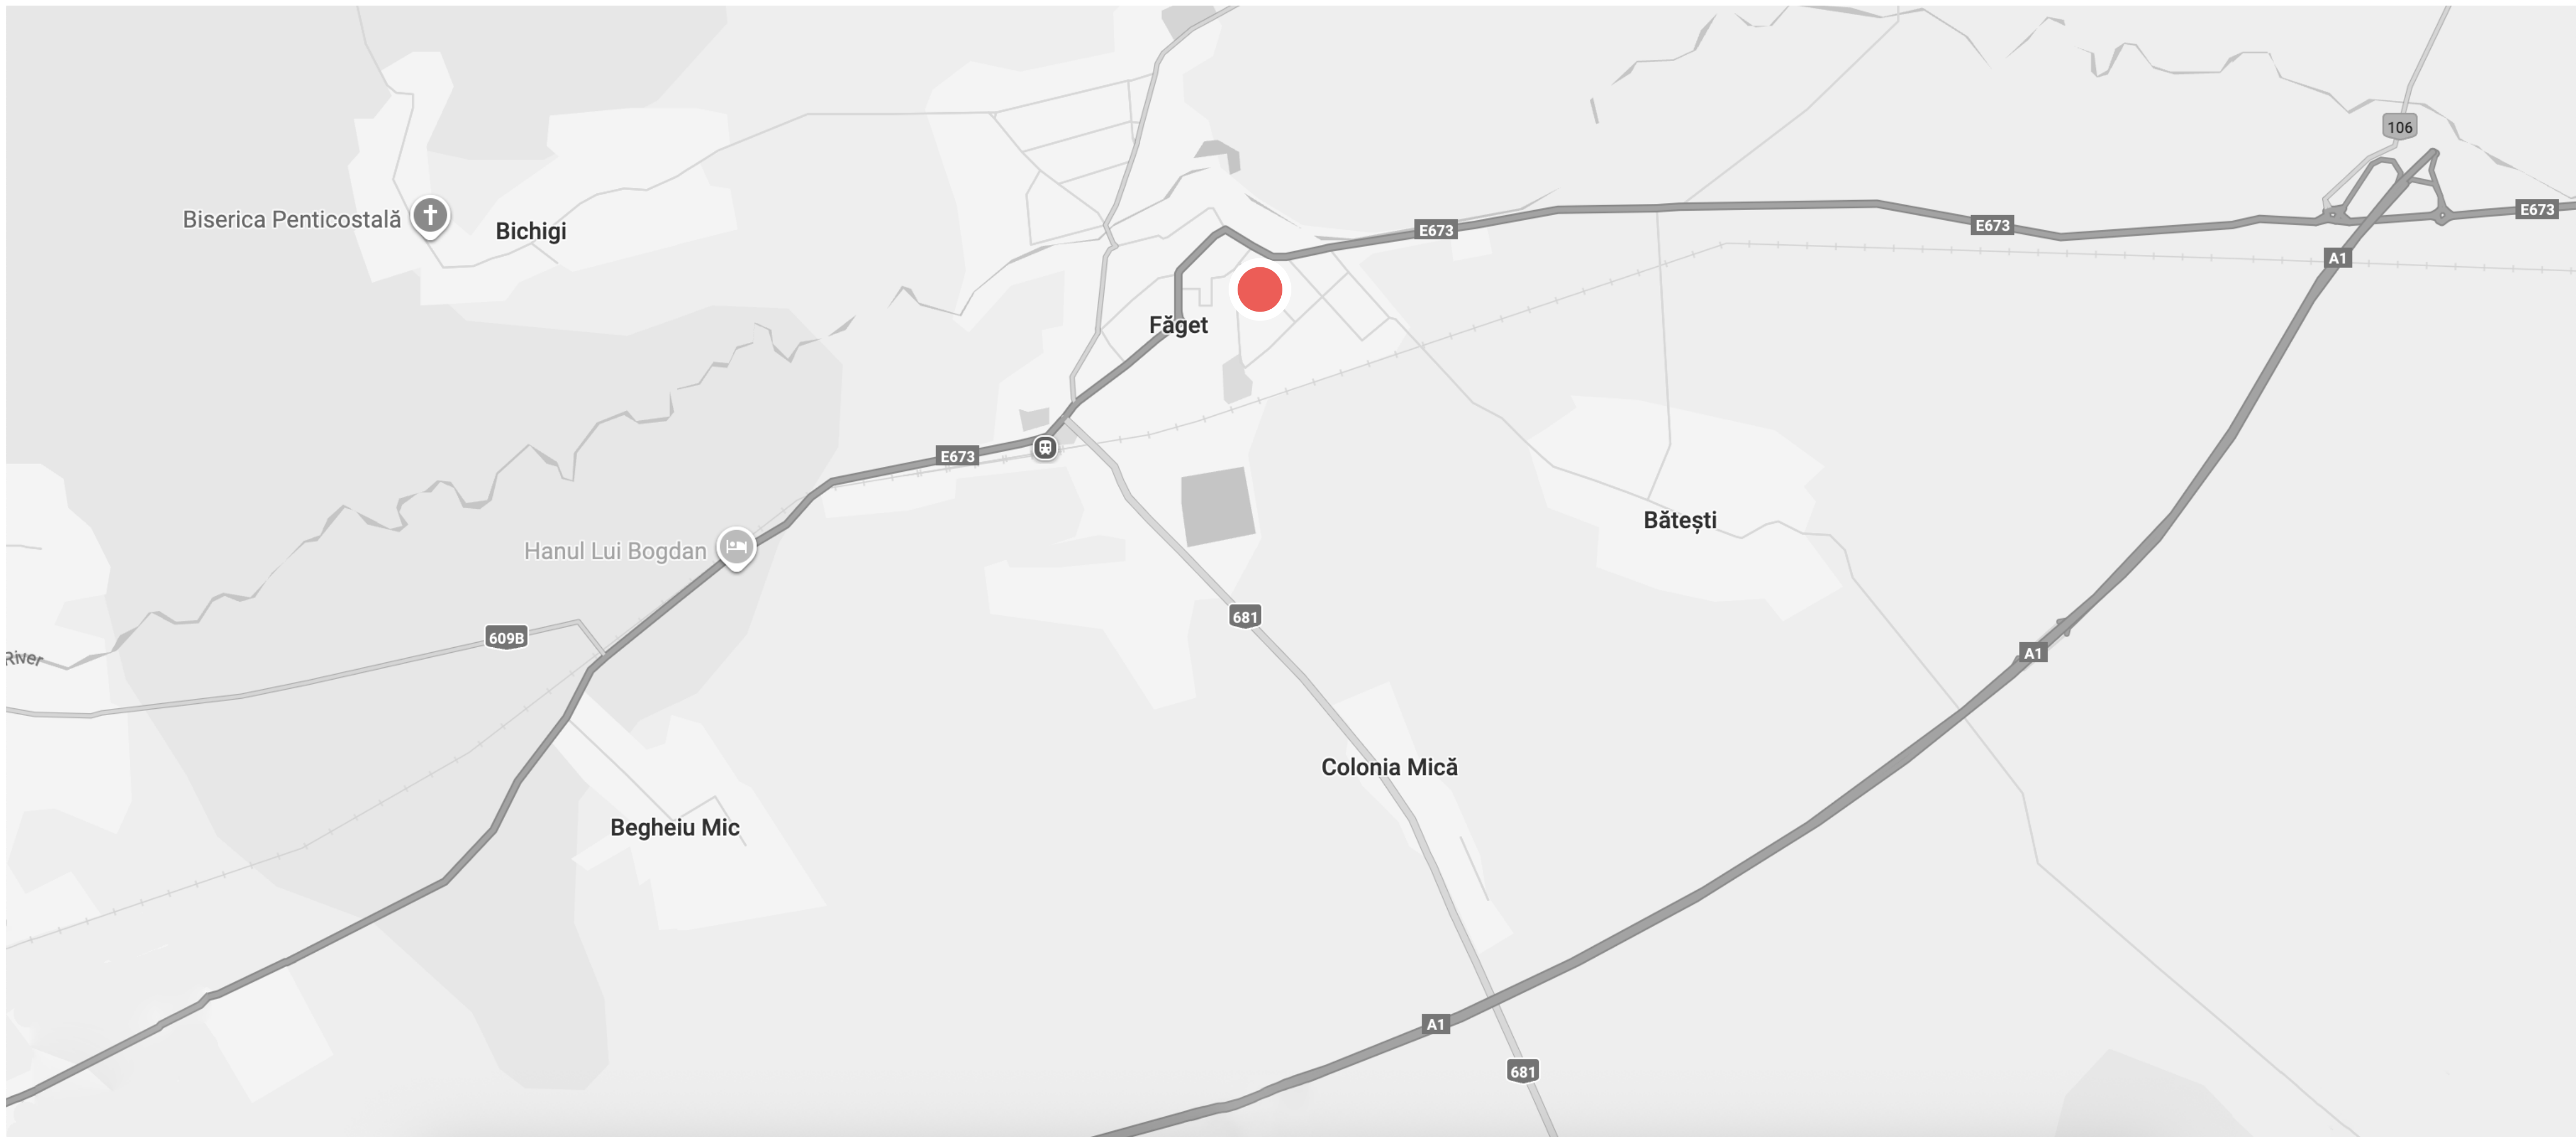 106
E673
Biserica Penticostală
Bichigi
E673
E673
A1
Făget
E673
Bătești
Hanul Lui Bogdan
681
609B
River
A1
Colonia Mică
Begheiu Mic
A1
681